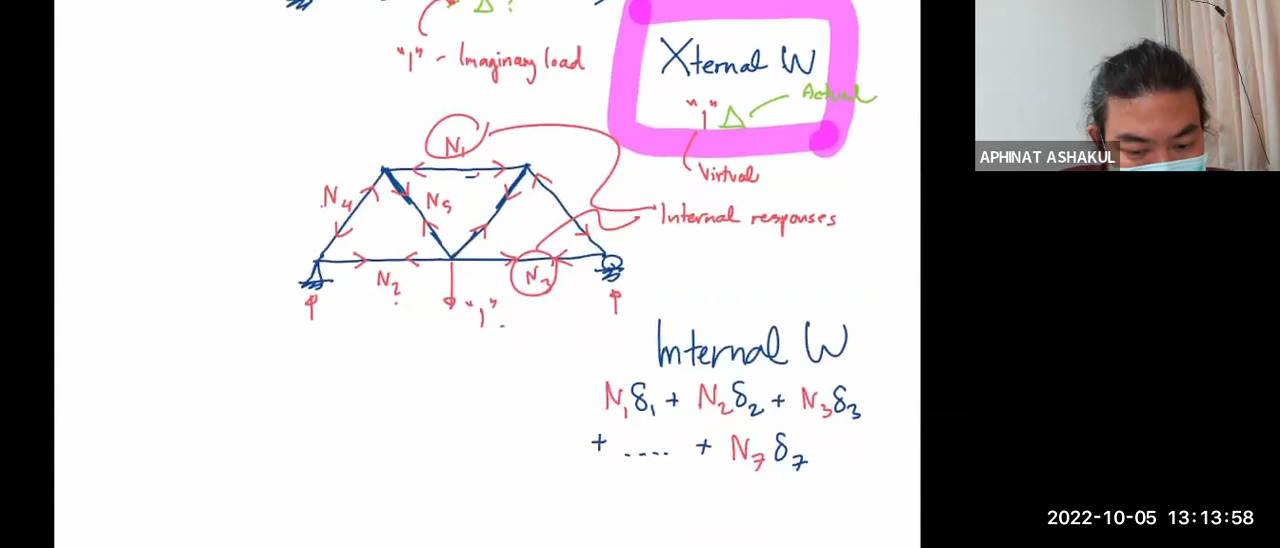 Δ ?
"1" - Imaginary load
Xternal W
"1" Δ
Actual
Virtual
N1
N4
N5
Internal responses
N2
N3
"1"
Internal W
N1δ1 + N2δ2 + N3δ3
+ .... + N7δ7
APHINAT ASHAKUL
2022-10-05 13:13:58